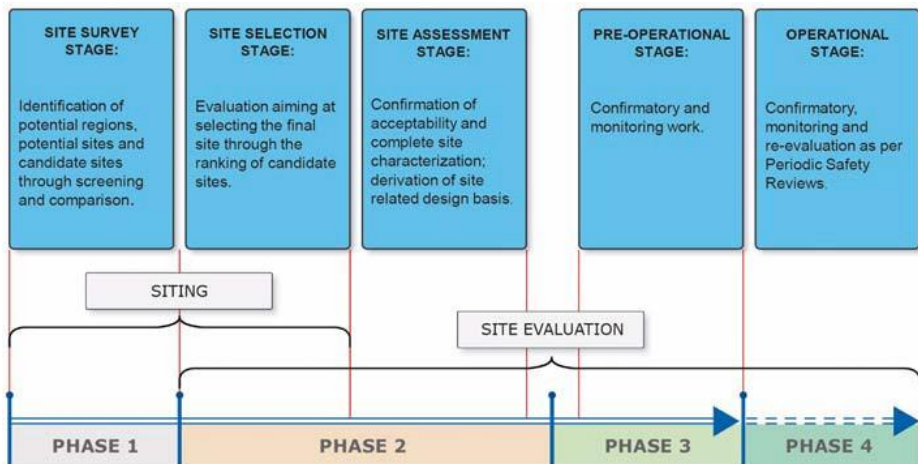 SITE SURVEY
STAGE:
Identification of
potential regions,
potential sites and
candidate sites
through screening
and comparison.
SITE SELECTION
STAGE:
Evaluation aiming at
selecting the final
site through the
ranking of candidate
sites.
SITE ASSESSMENT
STAGE:
Confirmation of
acceptability and
complete site
characterization;
derivation of site
related design basis.
PRE-OPERATIONAL
STAGE:
Confirmatory and
monitoring work.
OPERATIONAL
STAGE:
Confirmatory,
monitoring and
re-evaluation as per
Periodic Safety
Reviews.
SITING
SITE EVALUATION
PHASE 1
PHASE 2
PHASE 3
PHASE 4